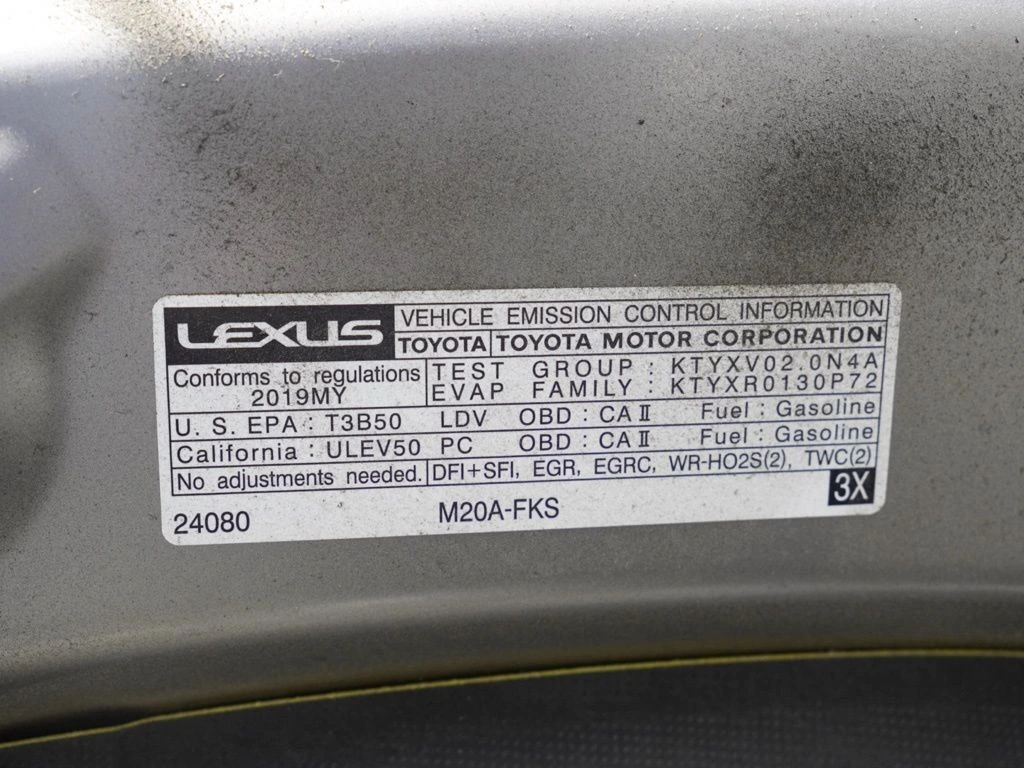 LEXUS VEHICLE EMISSION CONTROL INFORMATION
TOYOTA TOYOTA MOTOR CORPORATION
Conforms to regulations TEST GROUP : KTYXV02.0N4A
2019MY EVAP FAMILY : KTYXR0130P72
U. S. EPA : T3B50 LDV OBD : CA II Fuel : Gasoline
California : ULEV50 PC OBD : CA II Fuel : Gasoline
No adjustments needed. DFI+SFI, EGR, EGRC, WR-HO2S(2), TWC(2)
24080 M20A-FKS 3X